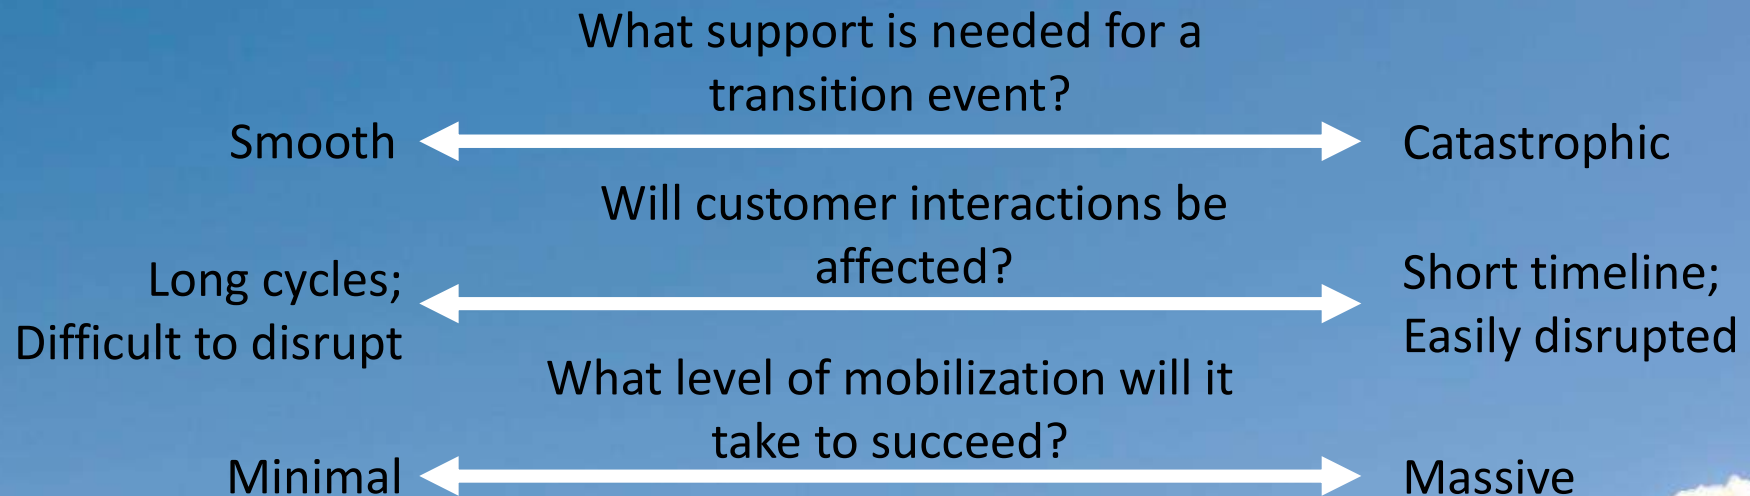 What support is needed for a
transition event?
Smooth
Catastrophic
Will customer interactions be
affected?
Long cycles;
Difficult to disrupt
Short timeline;
Easily disrupted
What level of mobilization will it
take to succeed?
Minimal
Massive